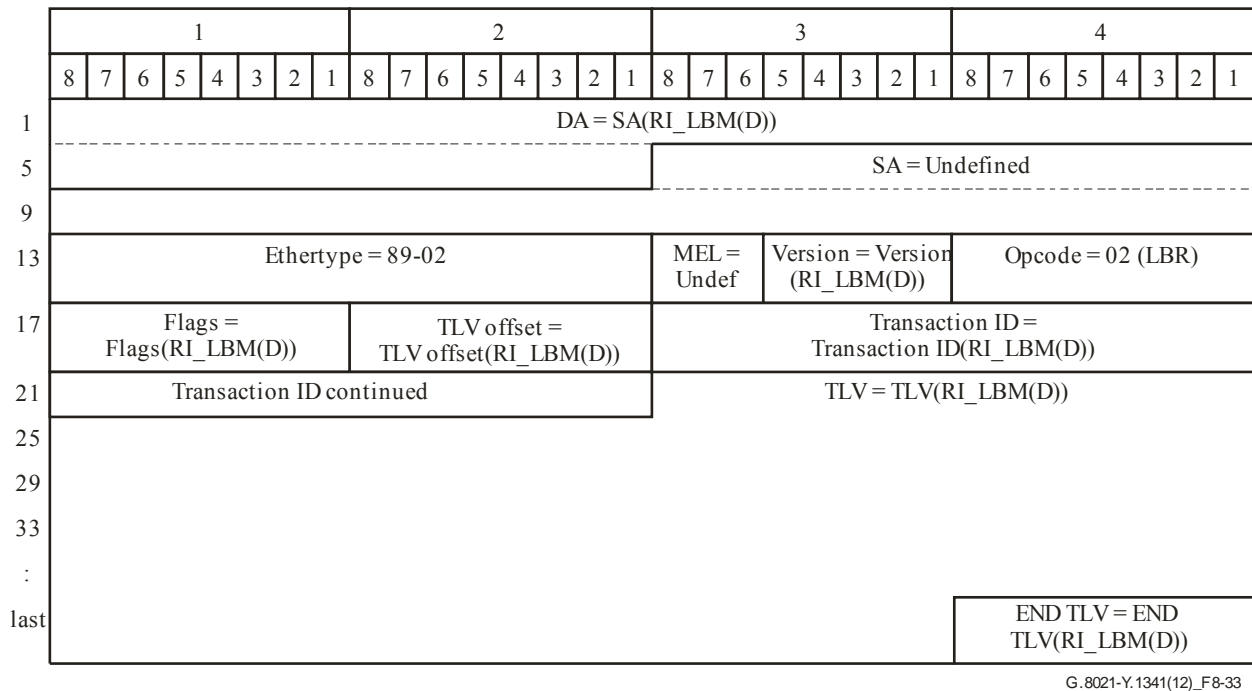 1 2 3 4
8 7 6 5 4 3 2 1 8 7 6 5 4 3 2 1 8 7 6 5 4 3 2 1 8 7 6 5 4 3 2 1
1 DA = SA(RI_LBM(D))
5 SA = Undefined
9
13 Ethertype = 89-02 MEL = Version = Version Opcode = 02 (LBR)
Undef (RI_LBM(D))
17 Flags = TLV offset = Transaction ID =
Flags(RI_LBM(D)) TLV offset(RI_LBM(D)) Transaction ID(RI_LBM(D))
21 Transaction ID continued TLV = TLV(RI_LBM(D))
25
29
33
:
last END TLV = END
TLV(RI_LBM(D))
G.8021-Y.1341(12)_F8-33